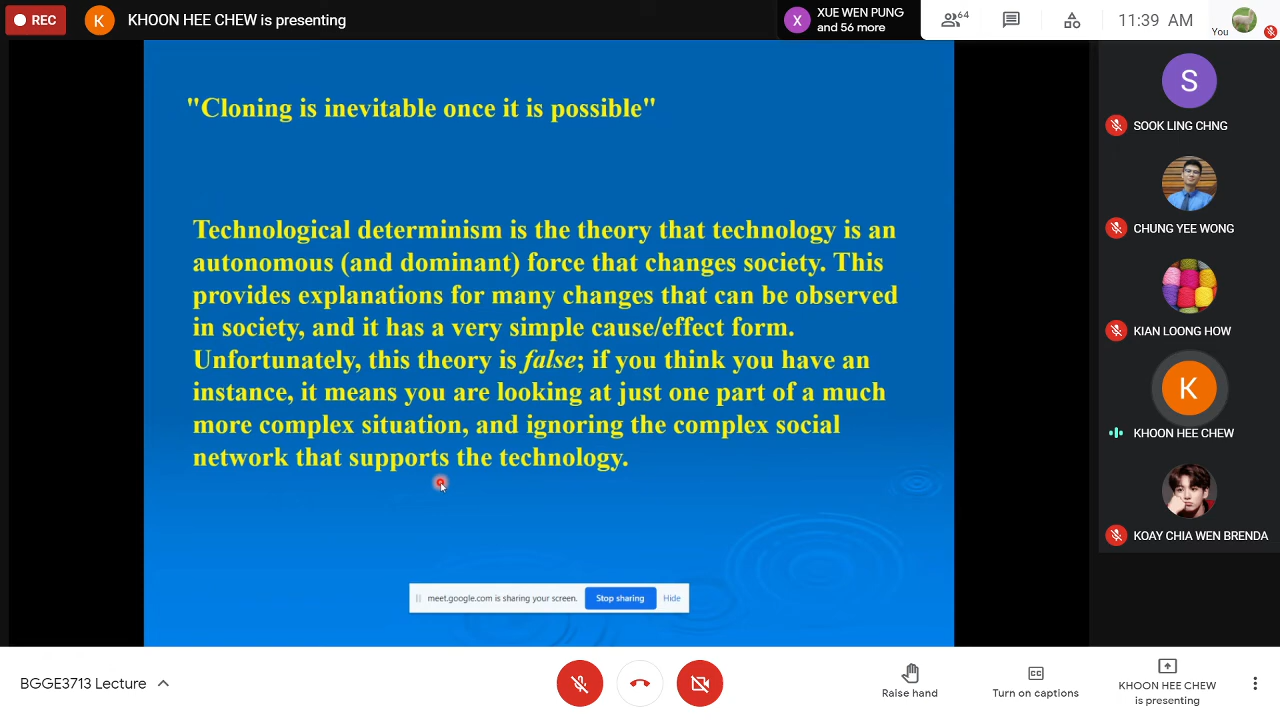 REC
K
KHOON HEE CHEW is presenting
X
XUE WEN PUNG
and 56 more
64
11:39 AM
You
"Cloning is inevitable once it is possible"
Technological determinism is the theory that technology is an
autonomous (and dominant) force that changes society. This
provides explanations for many changes that can be observed
in society, and it has a very simple cause/effect form.
Unfortunately, this theory is false; if you think you have an
instance, it means you are looking at just one part of a much
more complex situation, and ignoring the complex social
network that supports the technology.
meet.google.com is sharing your screen.
Stop sharing
Hide
S
SOOK LING CHNG
CHUNG YEE WONG
KIAN LOONG HOW
K
KHOON HEE CHEW
KOAY CHIA WEN BRENDA
BGGE3713 Lecture
Raise hand
CC
Turn on captions
KHOON HEE CHEW
is presenting